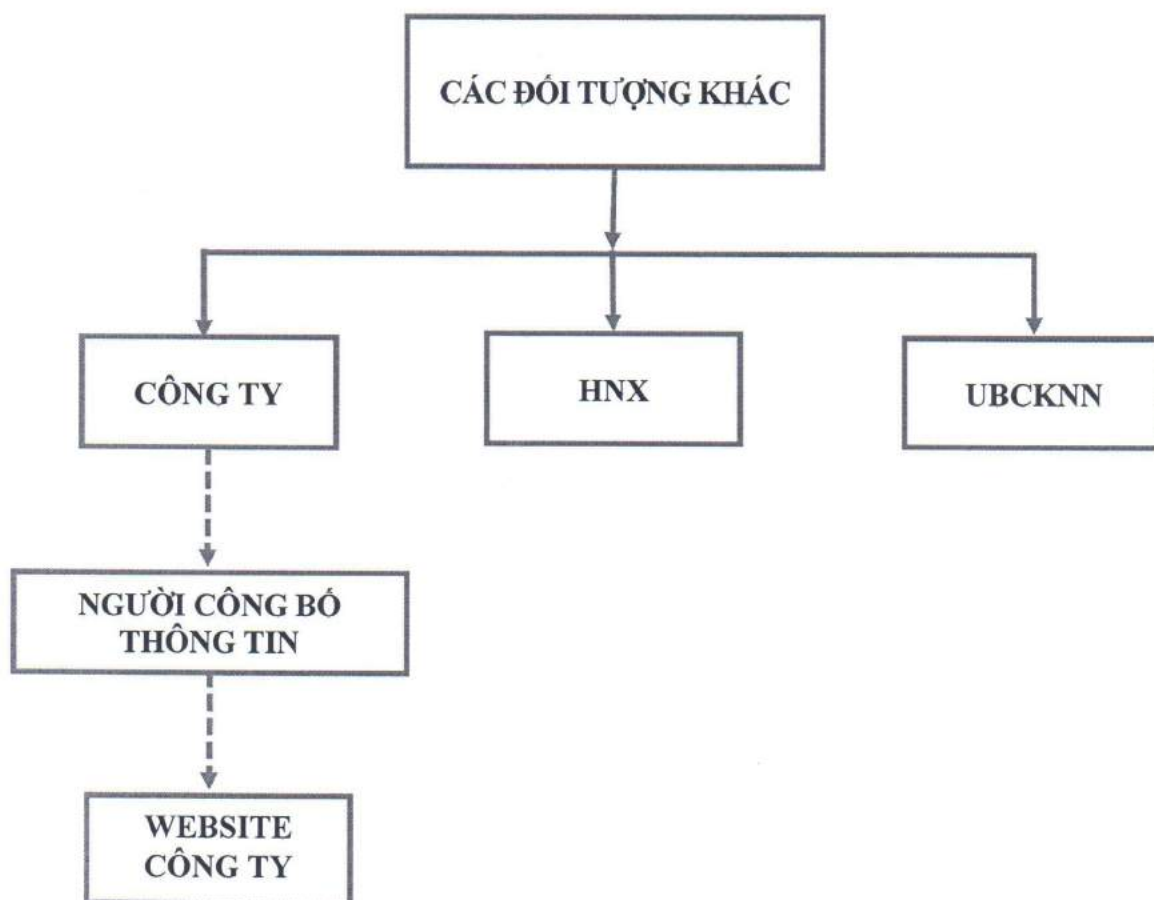 CÁC ĐỐI TƯỢNG KHÁC
CÔNG TY
HNX
UBCKNN
NGƯỜI CÔNG BỐ
THÔNG TIN
WEBSITE
CÔNG TY